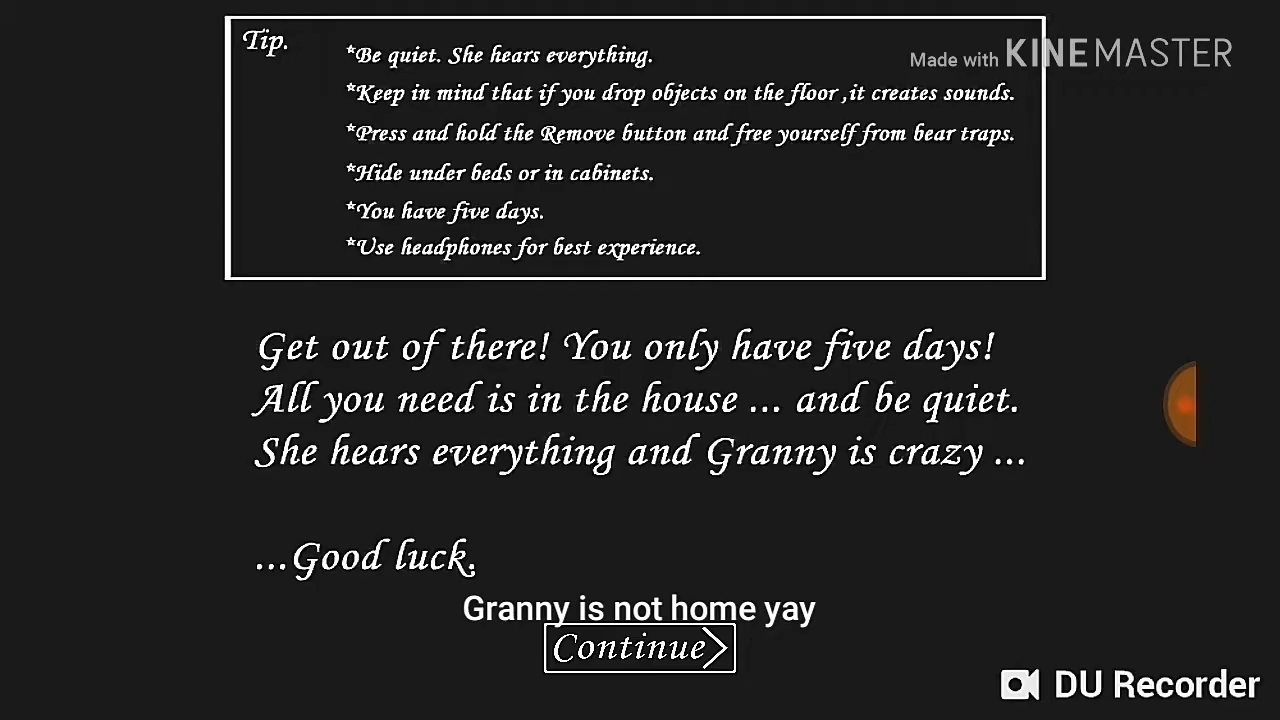 Tip.
*Be quiet. She hears everything.
Made with KINEMASTER
*Keep in mind that if you drop objects on the floor ,it creates sounds.
*Press and hold the Remove button and free yourself from bear traps.
*Hide under beds or in cabinets.
*You have five days.
*Use headphones for best experience.
Get out of there! You only have five days!
All you need is in the house ... and be quiet.
She hears everything and Granny is crazy ...
...Good luck.
Granny is not home yay
Continue
DU Recorder